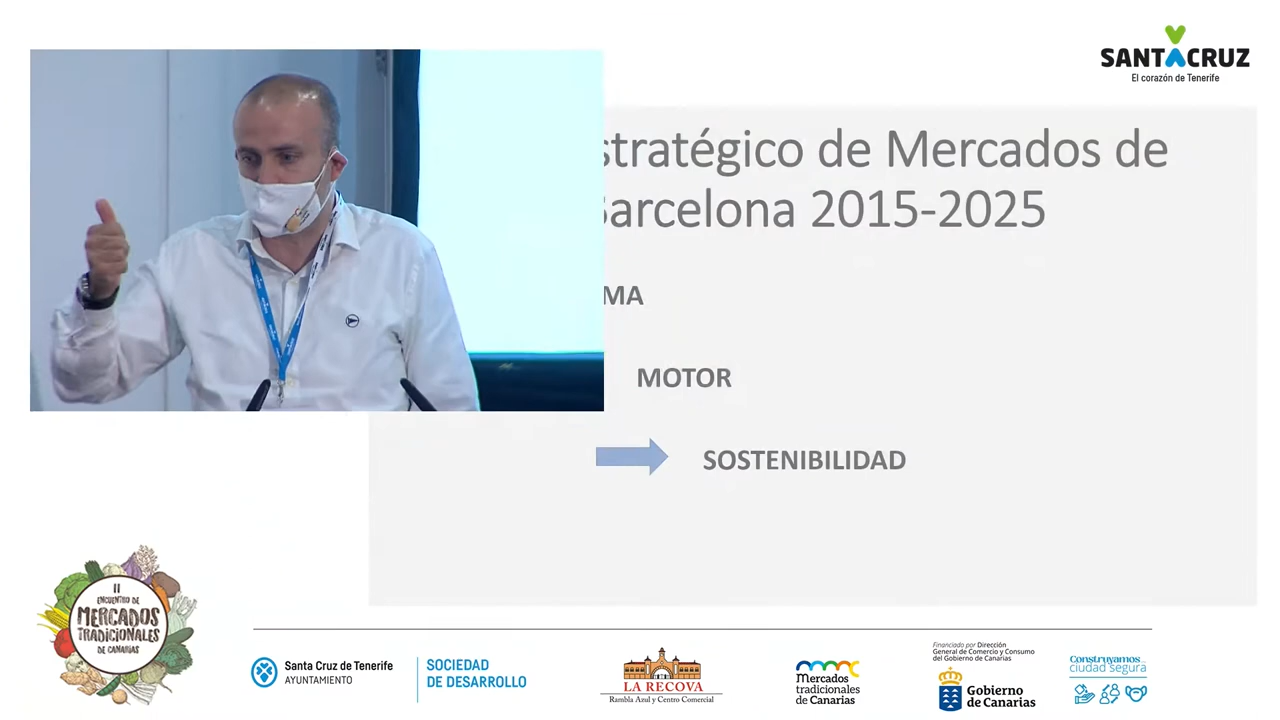 SANTACRUZ
El corazón de Tenerife
stratégico de Mercados de
Barcelona 2015-2025
MA
MOTOR
SOSTENIBILIDAD
II
ENCUENTRO DE
MERCADOS
TRADICIONALES
DE CANARIAS
Santa Cruz de Tenerife
AYUNTAMIENTO
SOCIEDAD
DE DESARROLLO
LA RECOVA
Rambla Azul y Centro Comercial
Mercados
tradicionales
de Canarias
Financiado por Dirección
General de Comercio y Consumo
del Gobierno de Canarias
Gobierno
de Canarias
Construyamos
ciudad segura